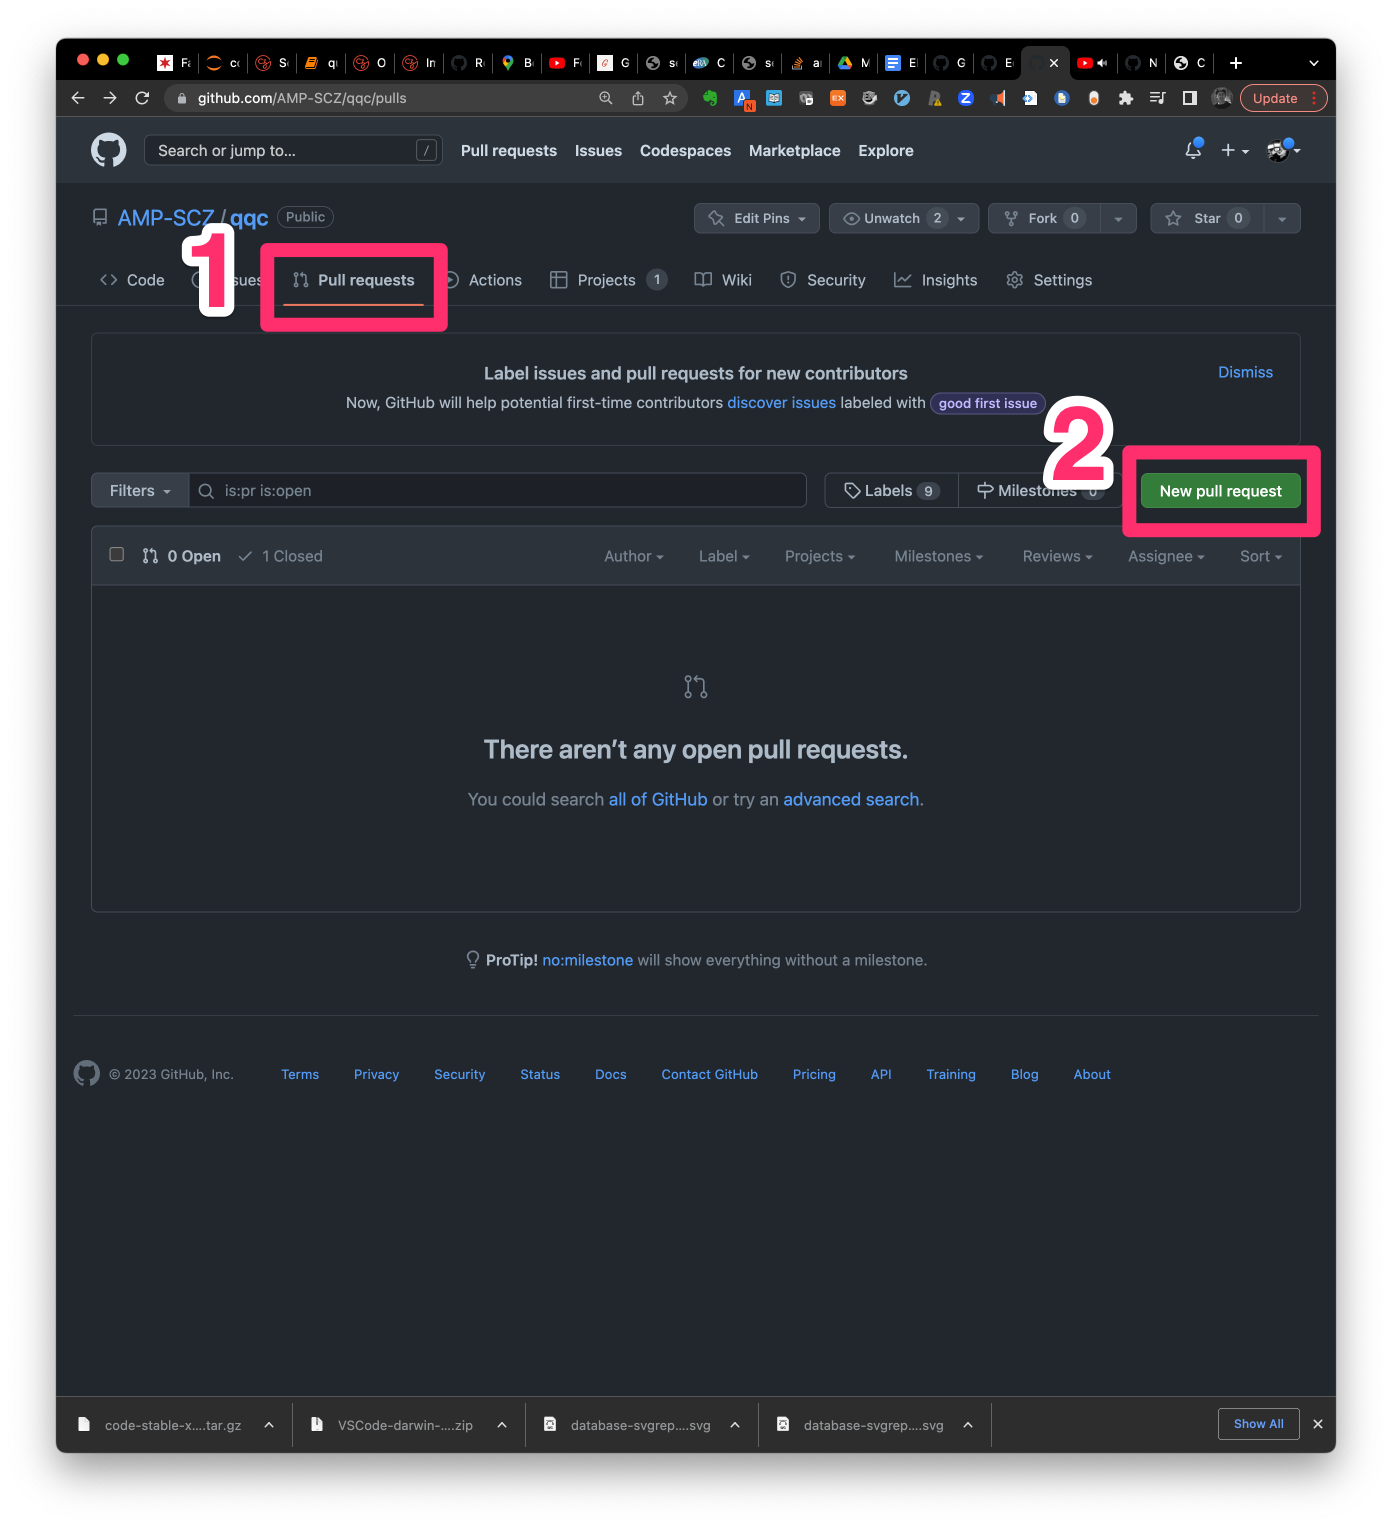 Fa
co
S
q
O
In
R
B
F
G
s
C
s
a
M
E
G
E
N
C
github.com/AMP-SCZ/qqc/pulls
Update
Search or jump to...
/
Pull requests
Issues
Codespaces
Marketplace
Explore
AMP-SCZ / qqc
Public
Edit Pins
Unwatch 2
Fork 0
Star 0
1
Code
sues
Pull requests
Actions
Projects 1
Wiki
Security
Insights
Settings
Label issues and pull requests for new contributors
Dismiss
Now, GitHub will help potential first-time contributors discover issues labeled with good first issue
2
Filters
is:pr is:open
Labels 9
Milestones 0
New pull request
0 Open
1 Closed
Author
Label
Projects
Milestones
Reviews
Assignee
Sort
There aren’t any open pull requests.
You could search all of GitHub or try an advanced search.
ProTip! no:milestone will show everything without a milestone.
© 2023 GitHub, Inc.
Terms
Privacy
Security
Status
Docs
Contact GitHub
Pricing
API
Training
Blog
About
code-stable-x....tar.gz
VSCode-darwin-....zip
database-svgrep....svg
database-svgrep....svg
Show All